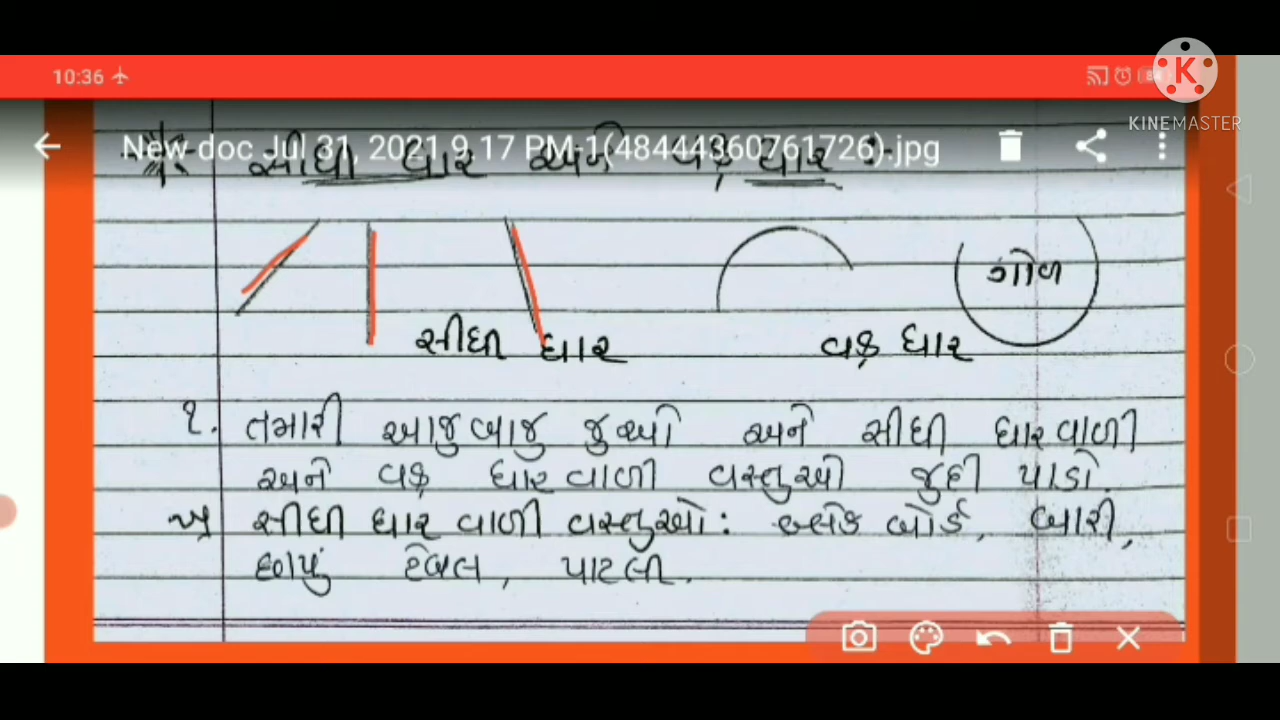 10:36
KINEMASTER
New doc Jul 31, 2021 9.17 PM-1(48444360761726).jpg
સીધી ધાર અને વક્ર ધાર :-
ગોળ
સીધી ધાર
વક્ર ધાર
૧. તમારી આજુબાજુ જુઓ અને સીધી ધારવાળી
અને વક્ર ધારવાળી વસ્તુઓ જુદી પાડો.
સીધી ધાર વાળી વસ્તુઓ: બ્લેક બોર્ડ, બારી,
છાપું ટેબલ, પાટલી.